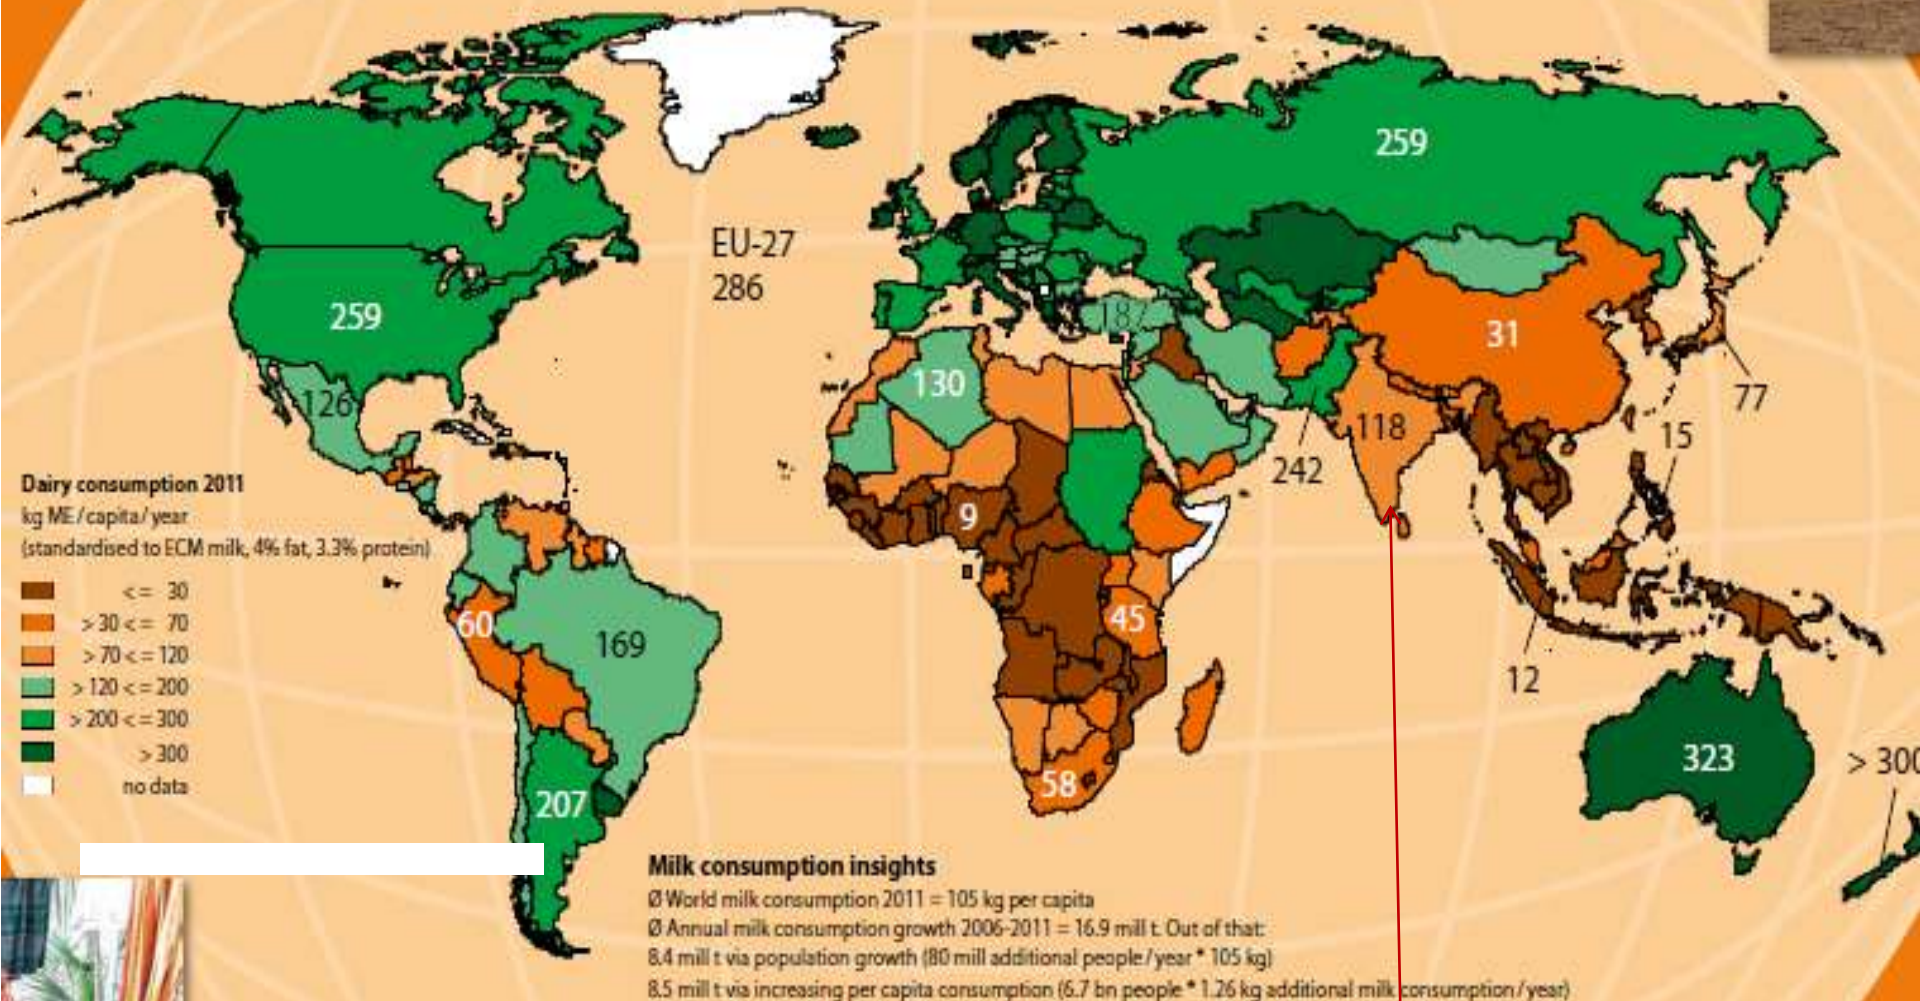 259
EU-27
286
259
187
31
130
126
77
118
15
242
Dairy consumption 2011
kg ME/capita/year
(standardised to ECM milk, 4% fat, 3.3% protein)
<= 30
> 30 <= 70
> 70 <= 120
> 120 <= 200
> 200 <= 300
> 300
no data
9
60
45
169
12
58
323
> 300
207
Milk consumption insights
Ø World milk consumption 2011 = 105 kg per capita
Ø Annual milk consumption growth 2006-2011 = 16.9 mill t. Out of that:
8.4 mill t via population growth (80 mill additional people/year * 105 kg)
8.5 mill t via increasing per capita consumption (6.7 bn people * 1.26 kg additional milk consumption/year)